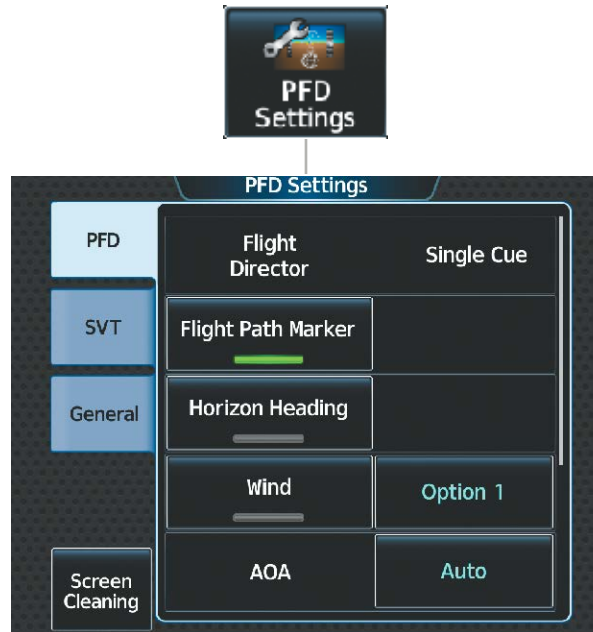 PFD
Settings
PFD Settings
PFD
Flight
Director
Single Cue
SVT
Flight Path Marker
General
Horizon Heading
Wind
Option 1
AOA
Auto
Screen
Cleaning